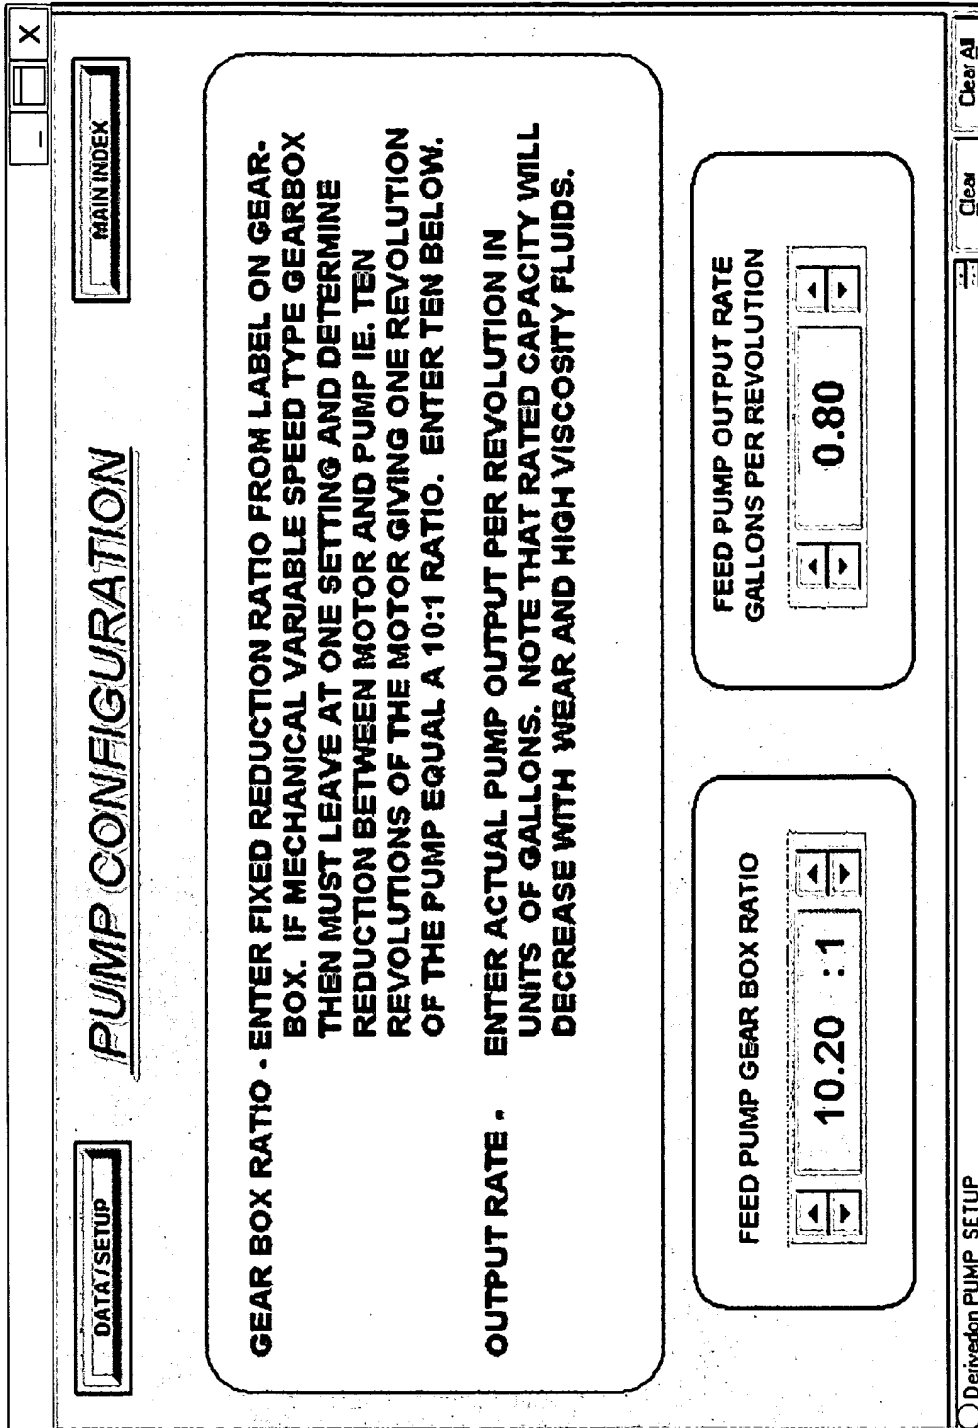 X
DATA/SETUP
PUMP CONFIGURATION
MAIN INDEX
GEAR BOX RATIO - ENTER FIXED REDUCTION RATIO FROM LABEL ON GEAR-
BOX. IF MECHANICAL VARIABLE SPEED TYPE GEARBOX
THEN MUST LEAVE AT ONE SETTING AND DETERMINE
REDUCTION BETWEEN MOTOR AND PUMP IE. TEN
REVOLUTIONS OF THE MOTOR GIVING ONE REVOLUTION
OF THE PUMP EQUAL A 10:1 RATIO. ENTER TEN BELOW.
OUTPUT RATE - ENTER ACTUAL PUMP OUTPUT PER REVOLUTION IN
UNITS OF GALLONS. NOTE THAT RATED CAPACITY WILL
DECREASE WITH WEAR AND HIGH VISCOSITY FLUIDS.
FEED PUMP GEAR BOX RATIO
10.20 : 1
FEED PUMP OUTPUT RATE
GALLONS PER REVOLUTION
0.80
Derivedon PUMP SETUP
Clear
Clear All